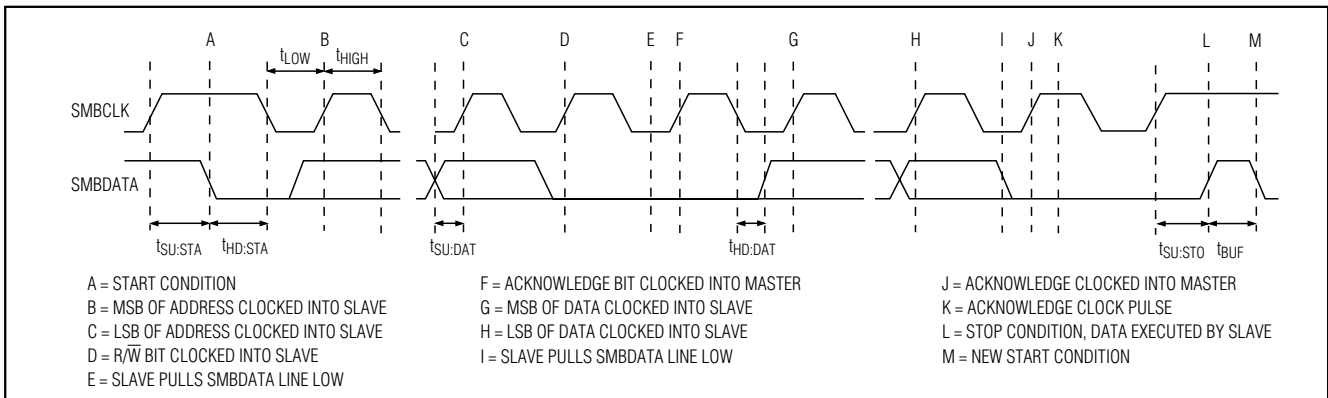 A B C D E F G H I J K L M
tLOW tHIGH
SMBCLK
SMBDATA
tSU:STA tHD:STA tSU:DAT tHD:DAT tSU:STO tBUF
A = START CONDITION
B = MSB OF ADDRESS CLOCKED INTO SLAVE
C = LSB OF ADDRESS CLOCKED INTO SLAVE
D = R/W̅ BIT CLOCKED INTO SLAVE
E = SLAVE PULLS SMBDATA LINE LOW
F = ACKNOWLEDGE BIT CLOCKED INTO MASTER
G = MSB OF DATA CLOCKED INTO SLAVE
H = LSB OF DATA CLOCKED INTO SLAVE
I = SLAVE PULLS SMBDATA LINE LOW
J = ACKNOWLEDGE CLOCKED INTO MASTER
K = ACKNOWLEDGE CLOCK PULSE
L = STOP CONDITION, DATA EXECUTED BY SLAVE
M = NEW START CONDITION